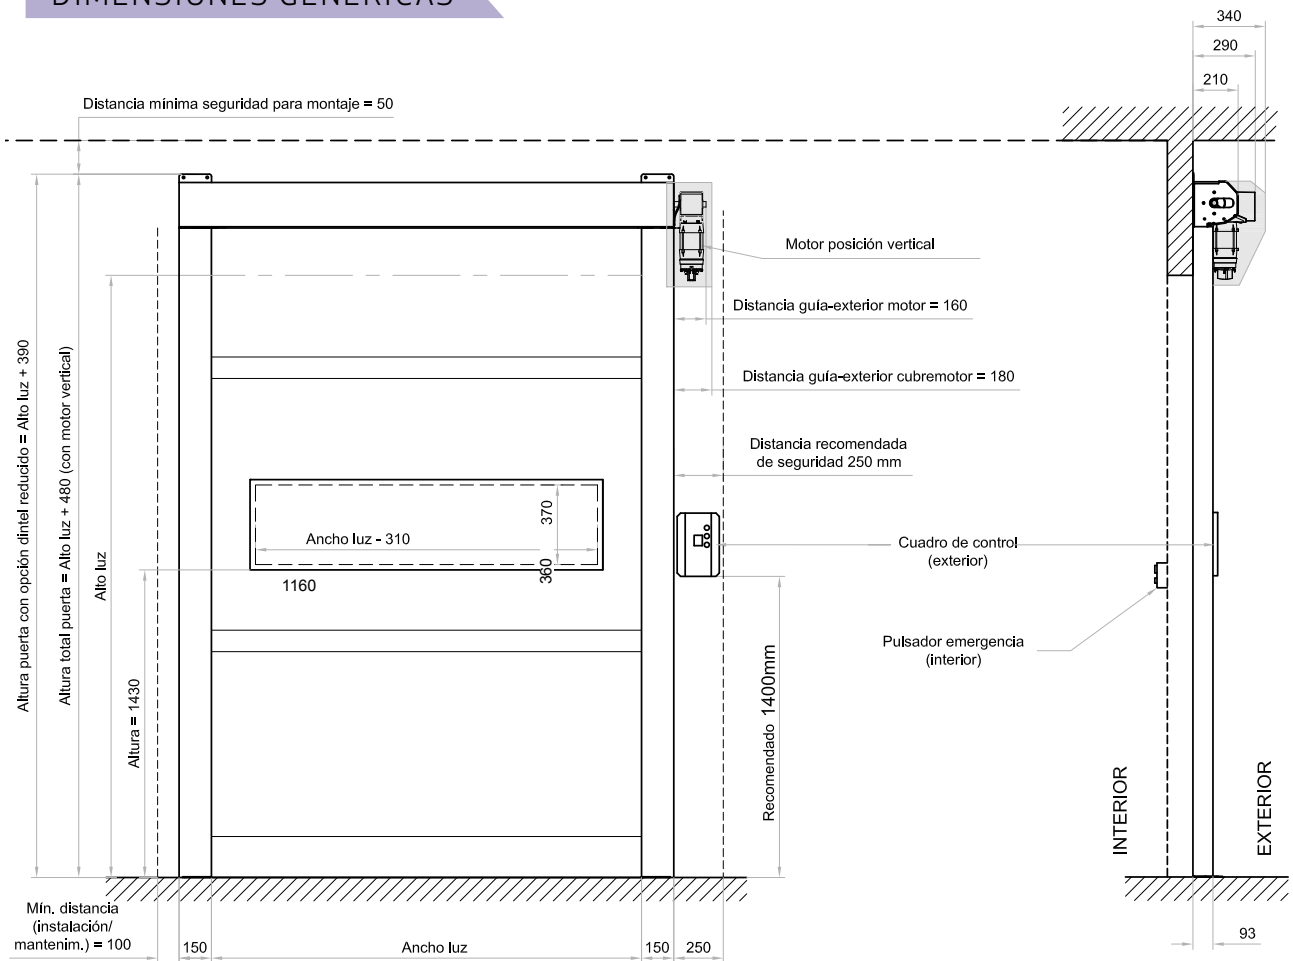 DIMENSIONES GENÉRICAS
340
290
210
Distancia mínima seguridad para montaje = 50
Motor posición vertical
Distancia guía-exterior motor = 160
Distancia guía-exterior cubremotor = 180
Distancia recomendada
de seguridad 250 mm
Altura puerta con opción dintel reducido = Alto luz + 390
Altura total puerta = Alto luz + 480 (con motor vertical)
Alto luz
Altura = 1430
Ancho luz - 310
370
360
1160
Cuadro de control
(exterior)
Pulsador emergencia
(interior)
Recomendado 1400mm
INTERIOR
EXTERIOR
Mín. distancia
(instalación/
mantenim.) = 100
150
Ancho luz
150
250
93